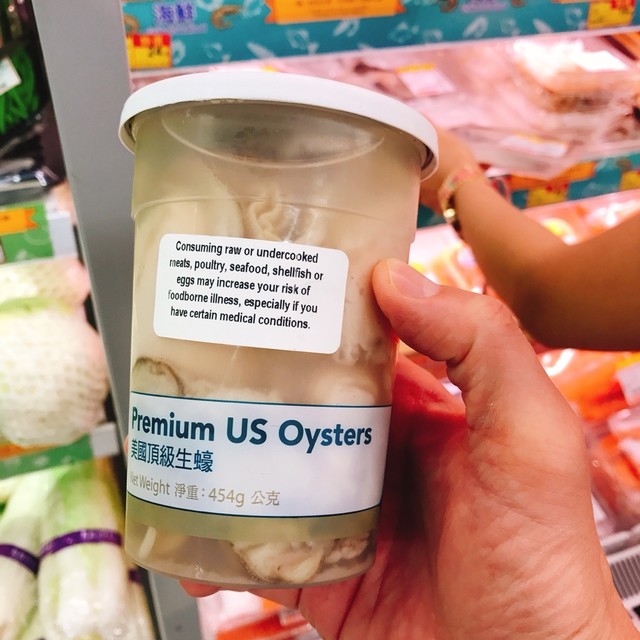 海鮮
Consuming raw or undercooked
meats, poultry, seafood, shellfish or
eggs may increase your risk of
foodborne illness, especially if you
have certain medical conditions.
Premium US Oysters
美國頂級生蠔
Net Weight 淨重：454g 公克